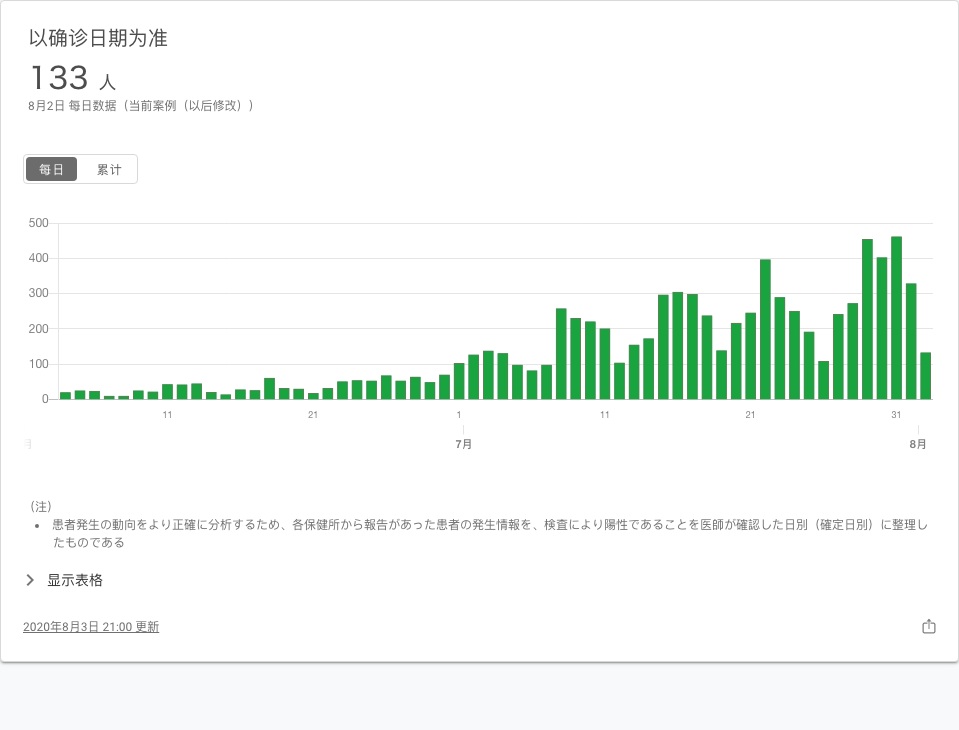 以确诊日期为准
133 人
8月2日 每日数据（当前案例（以后修改））
每日 累计
500
400
300
200
100
0
11 21 1 11 21 31
月 7月 8月
（注）
• 患者発生の動向をより正確に分析するため、各保健所から報告があった患者の発生情報を、検査により陽性であることを医師が確認した日別（確定日別）に整理し
たものである
显示表格
2020年8月3日 21:00 更新